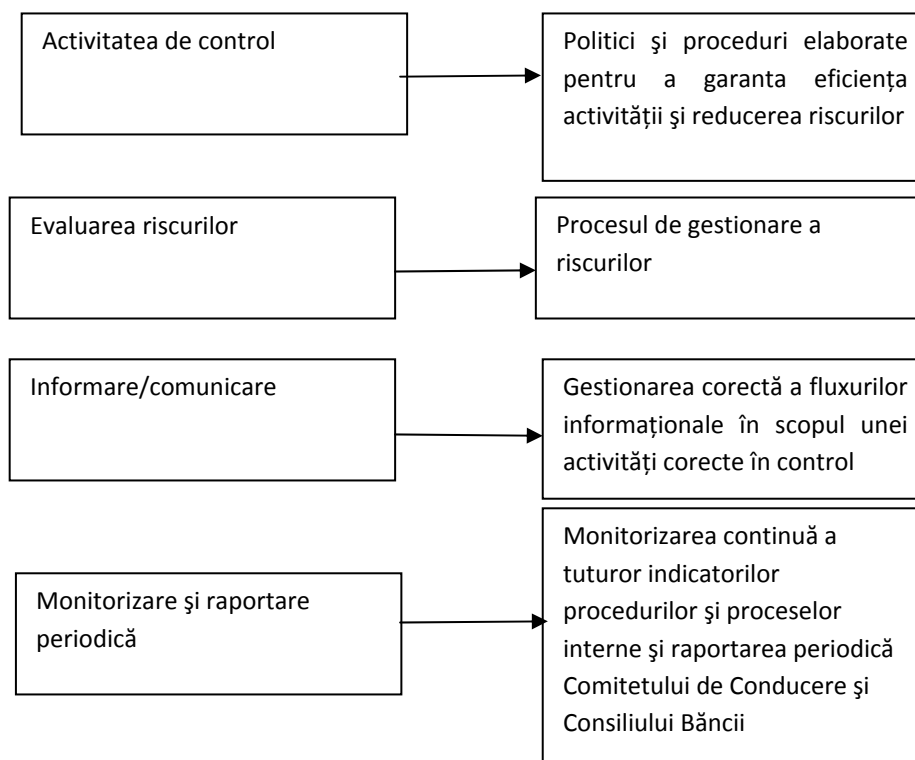 Activitatea de control
Politici şi proceduri elaborate
pentru a garanta eficiența
activității şi reducerea riscurilor
Evaluarea riscurilor
Procesul de gestionare a
riscurilor
Informare/comunicare
Gestionarea corectă a fluxurilor
informaționale în scopul unei
activități corecte în control
Monitorizare şi raportare
periodică
Monitorizarea continuă a
tuturor indicatorilor
procedurilor şi proceselor
interne şi raportarea periodică
Comitetului de Conducere şi
Consiliului Băncii